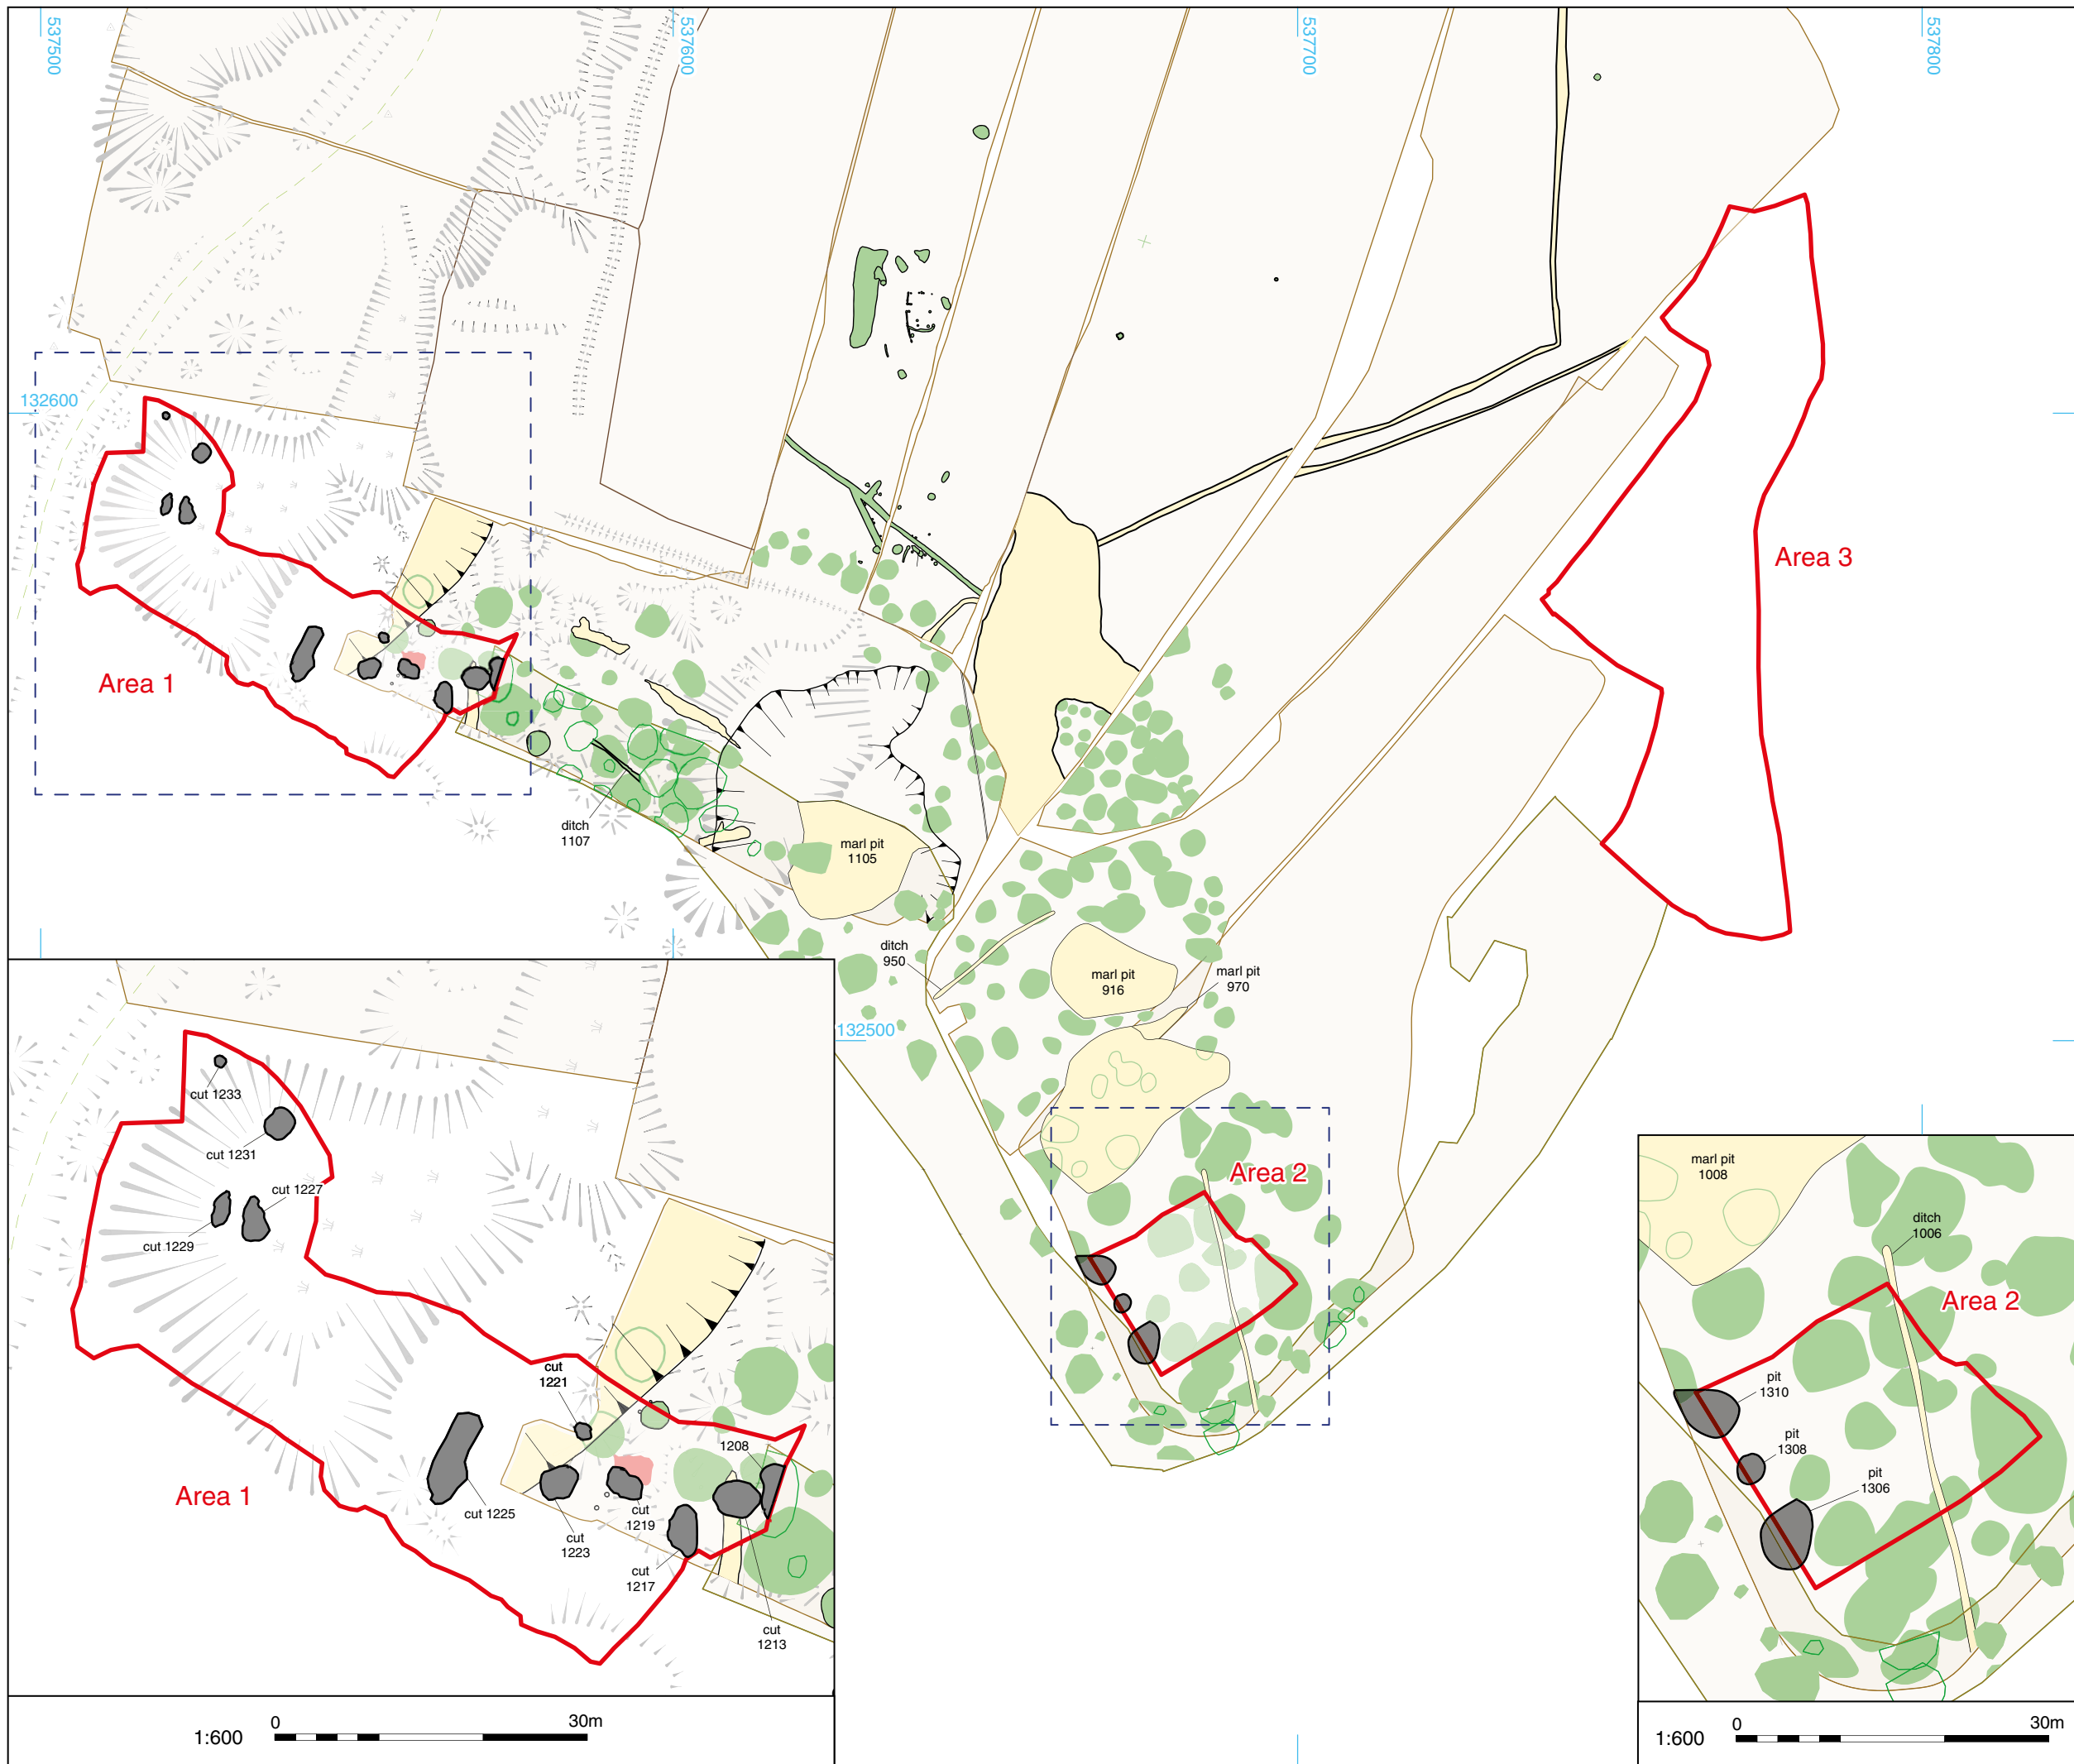 537500
537600
537700
537800
132600
Area 3
Area 1
ditch
1107
marl pit
1105
ditch
950
marl pit
916
marl pit
970
132500
Area 2
cut 1233
cut 1231
cut 1227
cut 1229
cut
1221
1208
Area 1
cut 1225
cut
1223
cut
1219
cut
1217
cut
1213
1:600
0
30m
marl pit
1008
ditch
1006
Area 2
pit
1310
pit
1308
pit
1306
1:600
0
30m